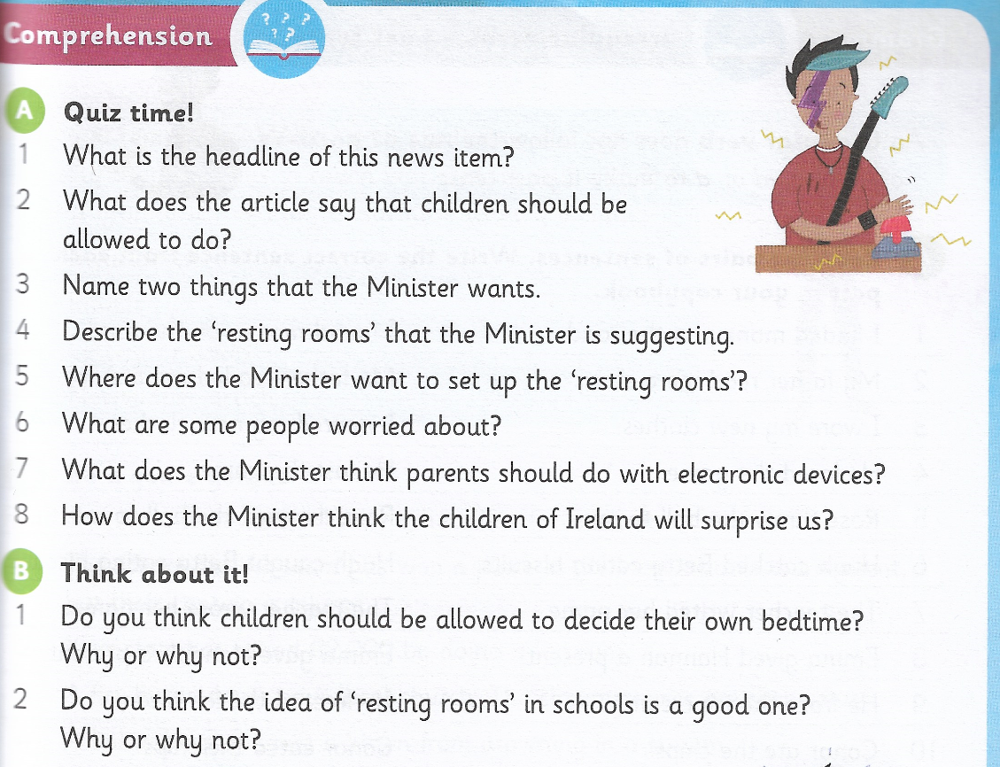 Comprehension
? ? ?
? ?
A Quiz time!
1 What is the headline of this news item?
2 What does the article say that children should be
allowed to do?
3 Name two things that the Minister wants.
4 Describe the ‘resting rooms’ that the Minister is suggesting.
5 Where does the Minister want to set up the ‘resting rooms’?
6 What are some people worried about?
7 What does the Minister think parents should do with electronic devices?
8 How does the Minister think the children of Ireland will surprise us?
B Think about it!
1 Do you think children should be allowed to decide their own bedtime?
Why or why not?
2 Do you think the idea of ‘resting rooms’ in schools is a good one?
Why or why not?